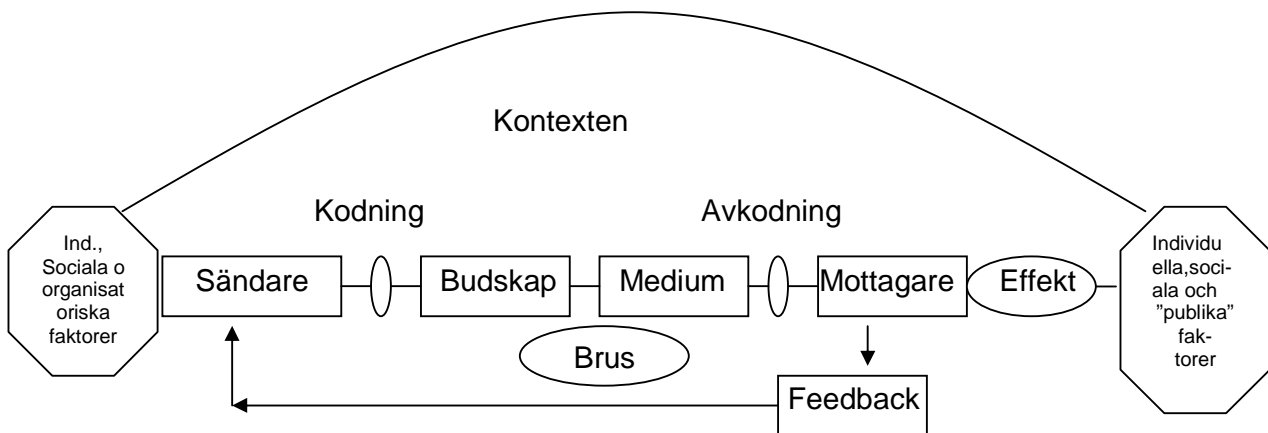 Kontexten
Kodning
Avkodning
Ind.,
Sociala o
organisat
oriska
faktorer
Sändare
Budskap
Medium
Mottagare
Effekt
Individu
ella,soci-
ala och
"publika"
fak-
torer
Brus
Feedback